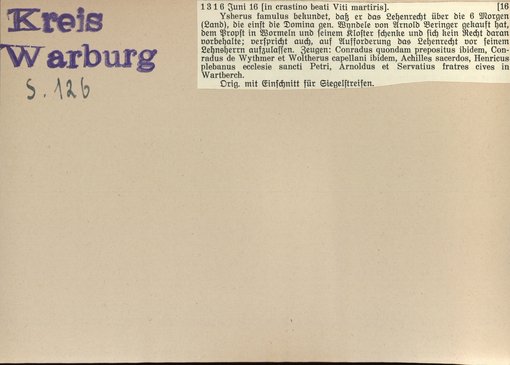 Kreis
Warburg
S. 126
1316 Juni 16 [in crastino beati Viti martiris]. [16
Ysherus famulus bekundet, daß er das Lehenrecht über die 6 Morgen
(Land), die einst die Domina gen. Wyndele von Arnold Beringer gekauft hat,
dem Propst in Wormeln und seinem Kloster schenke und sich kein Recht daran
vorbehalte; verspricht auch, auf Aufforderung das Lehenrecht vor seinem
Lehnsherrn aufzulassen. Zeugen: Conradus quondam prepositus ibidem, Con-
radus de Wythmer et Woltherus capellani ibidem, Achilles sacerdos, Henricus
plebanus ecclesie sancti Petri, Arnoldus et Servatius fratres cives in
Wartberch.
Orig. mit Einschnitt für Siegelstreifen.